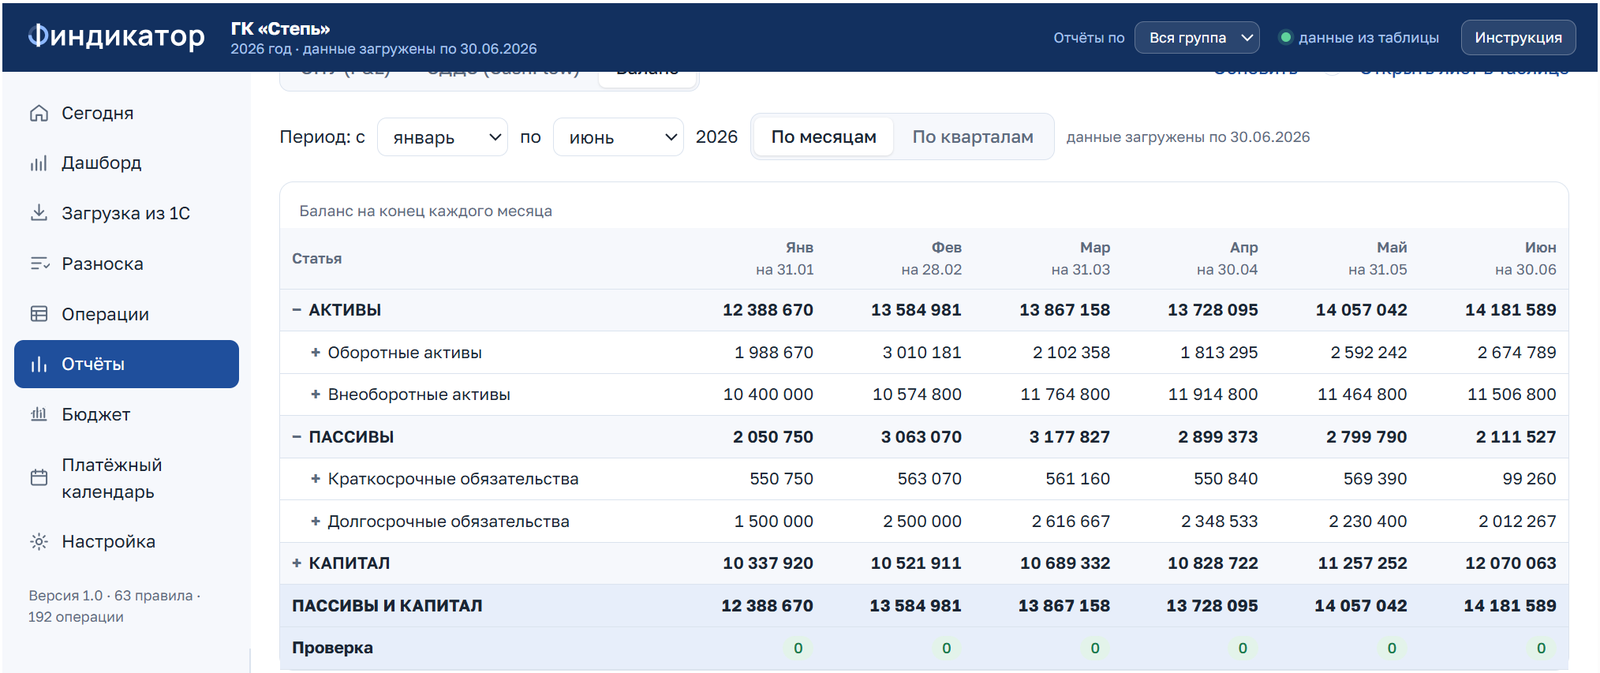 Финдикатор
ГК «Степь»
2026 год · данные загружены по 30.06.2026
Отчёты по
Вся группа
данные из таблицы
Инструкция
Баланс
Сегодня
Дашборд
Загрузка из 1С
Разноска
Операции
Отчёты
Бюджет
Платёжный
календарь
Настройка
Версия 1.0 · 63 правила ·
192 операции
Период: с январь по июнь 2026 По месяцам По кварталам данные загружены по 30.06.2026
Баланс на конец каждого месяца
Статья Янв Фев Мар Апр Май Июн
на 31.01 на 28.02 на 31.03 на 30.04 на 31.05 на 30.06
− АКТИВЫ 12 388 670 13 584 981 13 867 158 13 728 095 14 057 042 14 181 589
+ Оборотные активы 1 988 670 3 010 181 2 102 358 1 813 295 2 592 242 2 674 789
+ Внеоборотные активы 10 400 000 10 574 800 11 764 800 11 914 800 11 464 800 11 506 800
− ПАССИВЫ 2 050 750 3 063 070 3 177 827 2 899 373 2 799 790 2 111 527
+ Краткосрочные обязательства 550 750 563 070 561 160 550 840 569 390 99 260
+ Долгосрочные обязательства 1 500 000 2 500 000 2 616 667 2 348 533 2 230 400 2 012 267
+ КАПИТАЛ 10 337 920 10 521 911 10 689 332 10 828 722 11 257 252 12 070 063
ПАССИВЫ И КАПИТАЛ 12 388 670 13 584 981 13 867 158 13 728 095 14 057 042 14 181 589
Проверка 0 0 0 0 0 0